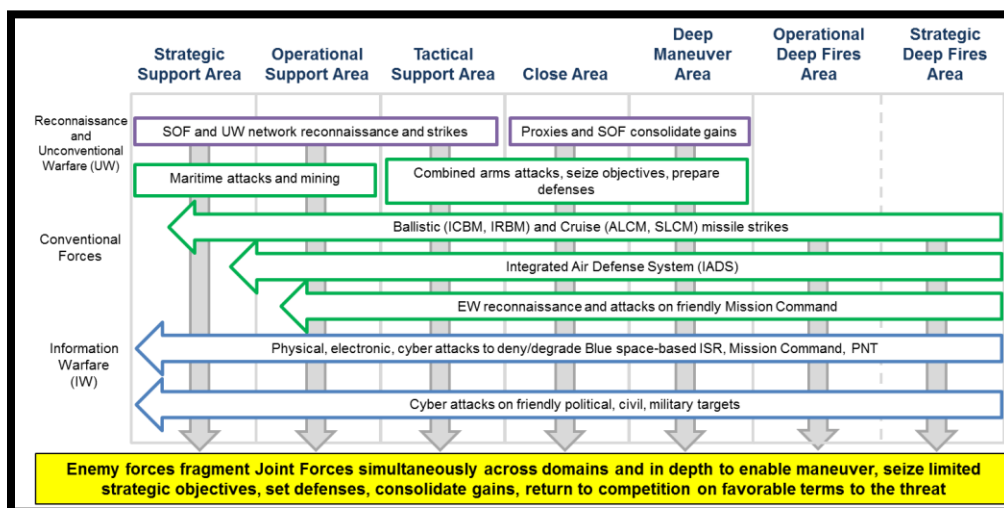 Strategic
Support Area
Operational
Support Area
Tactical
Support Area
Close Area
Deep
Maneuver
Area
Operational
Deep Fires
Area
Strategic
Deep Fires
Area
Reconnaissance
and
Unconventional
Warfare (UW)
SOF and UW network reconnaissance and strikes
Proxies and SOF consolidate gains
Maritime attacks and mining
Combined arms attacks, seize objectives, prepare
defenses
Conventional
Forces
Ballistic (ICBM, IRBM) and Cruise (ALCM, SLCM) missile strikes
Integrated Air Defense System (IADS)
EW reconnaissance and attacks on friendly Mission Command
Information
Warfare
(IW)
Physical, electronic, cyber attacks to deny/degrade Blue space-based ISR, Mission Command, PNT
Cyber attacks on friendly political, civil, military targets
Enemy forces fragment Joint Forces simultaneously across domains and in depth to enable maneuver, seize limited
strategic objectives, set defenses, consolidate gains, return to competition on favorable terms to the threat